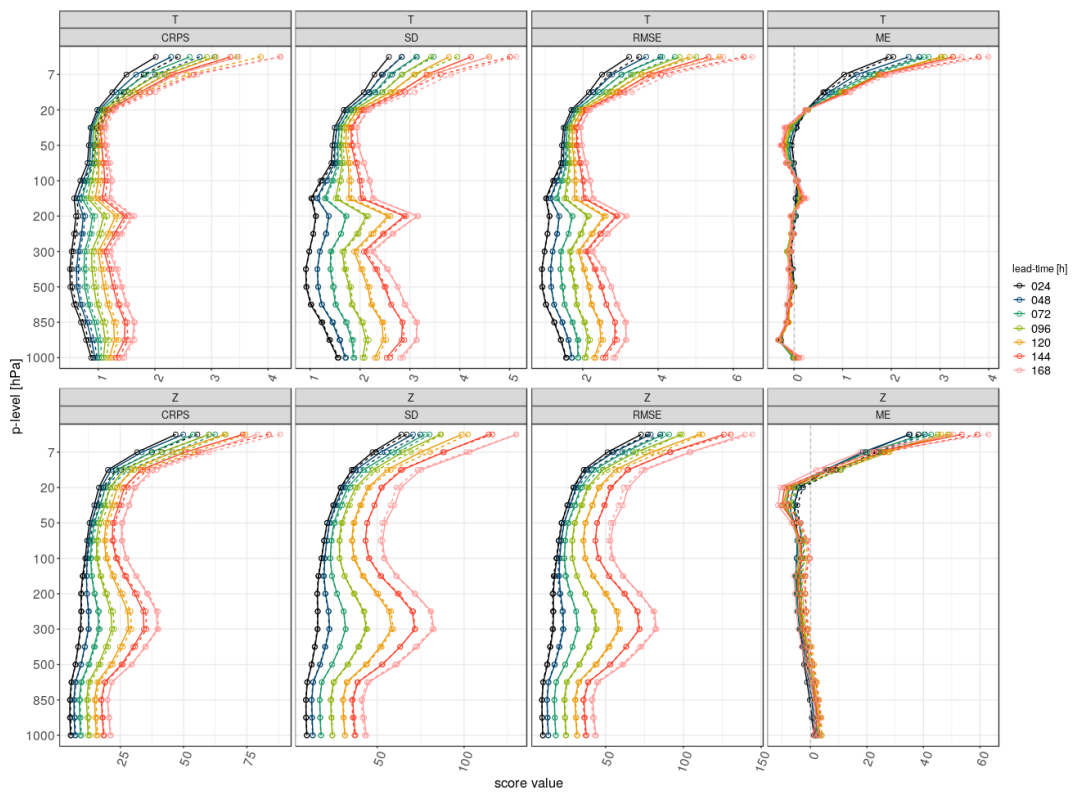 T T T T
CRPS SD RMSE ME
7
20
50
100
200
300
500
850
1000
1 2 3 4 1 2 3 4 5 2 4 6 0 1 2 3 4
Z Z Z Z
CRPS SD RMSE ME
7
20
50
100
200
300
500
850
1000
25 50 75 50 100 50 100 150 0 20 40 60
p-level [hPa]
score value
lead-time [h]
024
048
072
096
120
144
168